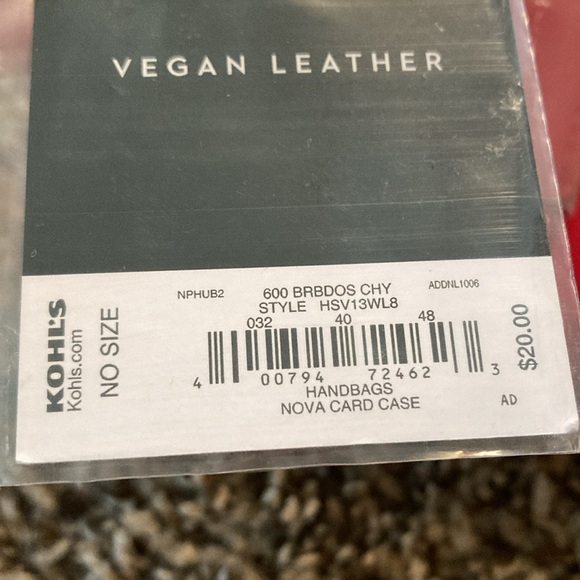 VEGAN LEATHER
NPHUB2 600 BRBDOS CHY ADDNL1006
STYLE HSV13WL8
032 40 48
4 00794 72462 3
HANDBAGS
NOVA CARD CASE
AD
KOHL'S
Kohls.com
NO SIZE
$20.00